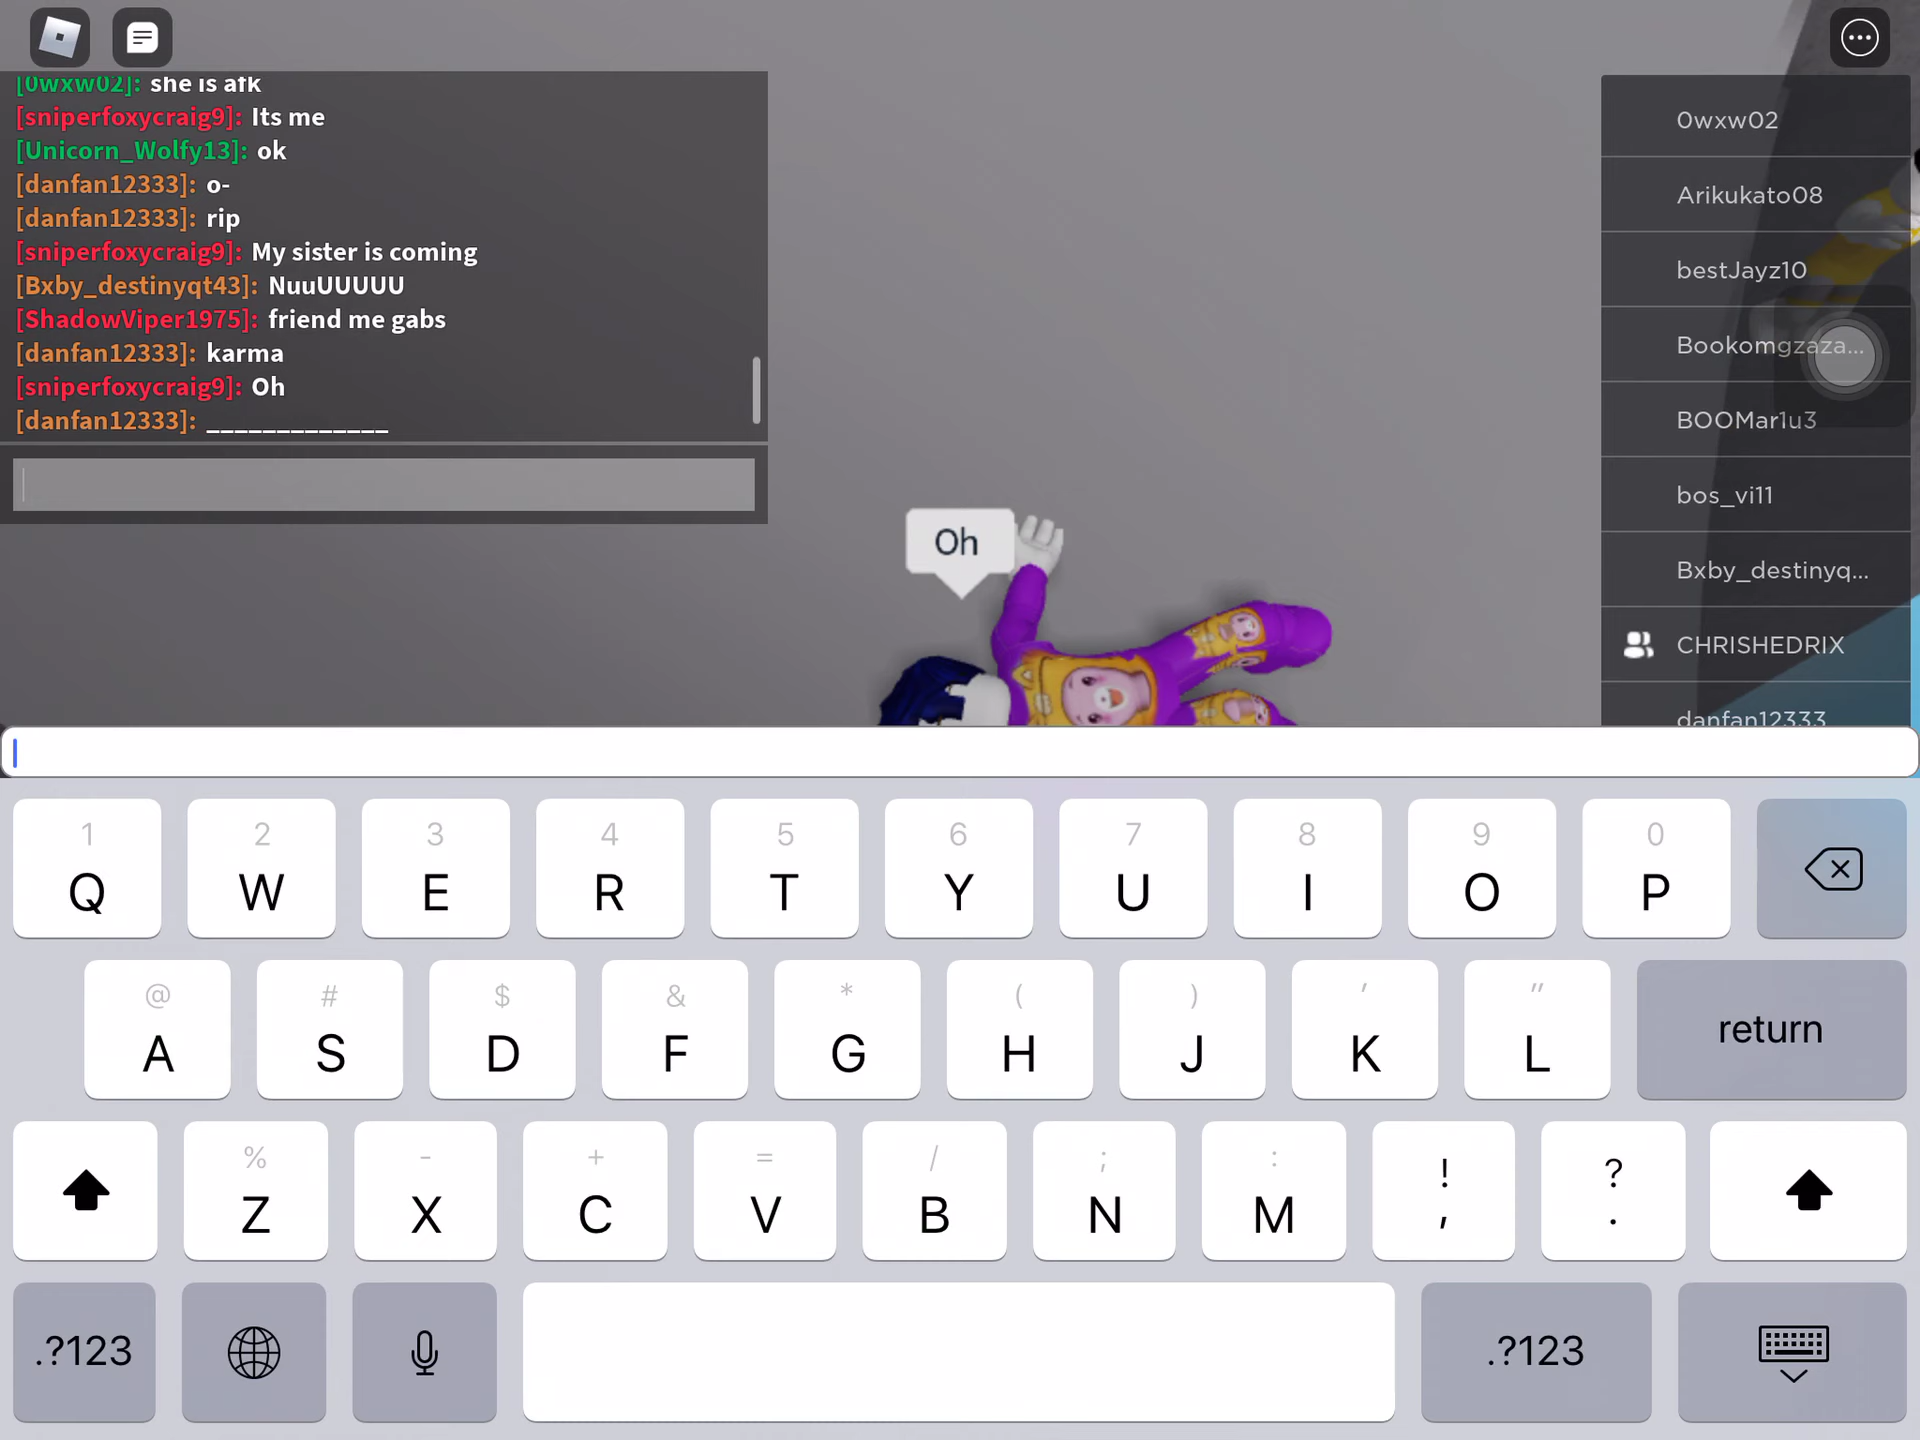 [0wxw02]: she is afk
[sniperfoxycraig9]: Its me
[Unicorn_Wolfy13]: ok
[danfan12333]: o-
[danfan12333]: rip
[sniperfoxycraig9]: My sister is coming
[Bxby_destinyqt43]: NuuUUUUU
[ShadowViper1975]: friend me gabs
[danfan12333]: karma
[sniperfoxycraig9]: Oh
[danfan12333]: _____________
0wxw02
Arikukato08
bestJayz10
Bookomgzaza...
BOOMar1u3
bos_vi11
Bxby_destinyq...
CHRISHEDRIX
danfan12333
Oh
1 2 3 4 5 6 7 8 9 0
Q W E R T Y U I O P
@ # $ & * ( ) ' "
A S D F G H J K L return
% - + = / ; : ! ?
Z X C V B N M , .
.?123 .?123